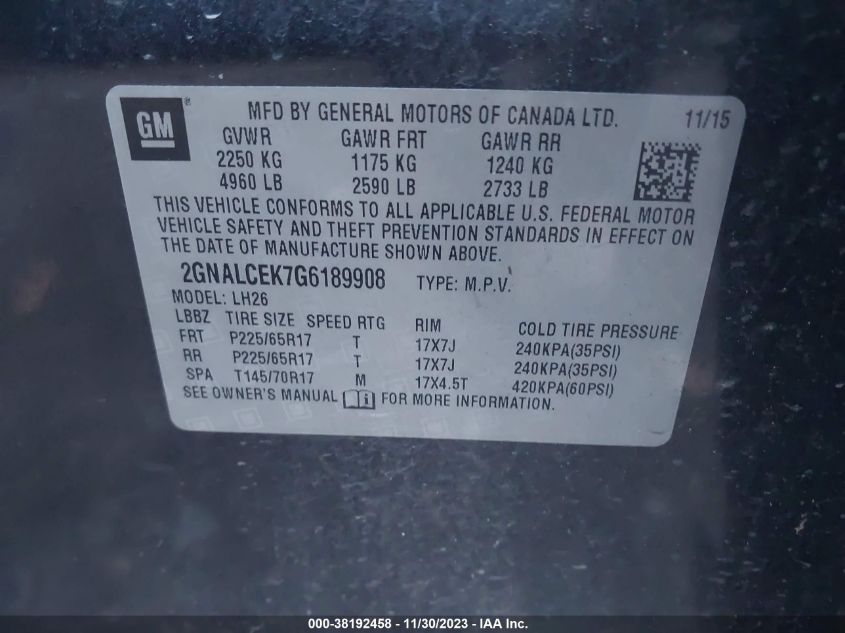 GM ®
MFD BY GENERAL MOTORS OF CANADA LTD. 11/15
GVWR GAWR FRT GAWR RR
2250 KG 1175 KG 1240 KG
4960 LB 2590 LB 2733 LB
THIS VEHICLE CONFORMS TO ALL APPLICABLE U.S. FEDERAL MOTOR
VEHICLE SAFETY AND THEFT PREVENTION STANDARDS IN EFFECT ON
THE DATE OF MANUFACTURE SHOWN ABOVE.
2GNALCEK7G6189908 TYPE: M.P.V.
MODEL: LH26
LBBZ TIRE SIZE SPEED RTG RIM COLD TIRE PRESSURE
FRT P225/65R17 T 17X7J 240KPA(35PSI)
RR P225/65R17 T 17X7J 240KPA(35PSI)
SPA T145/70R17 M 17X4.5T 420KPA(60PSI)
SEE OWNER'S MANUAL FOR MORE INFORMATION.
000-38192458 - 11/30/2023 - IAA Inc.